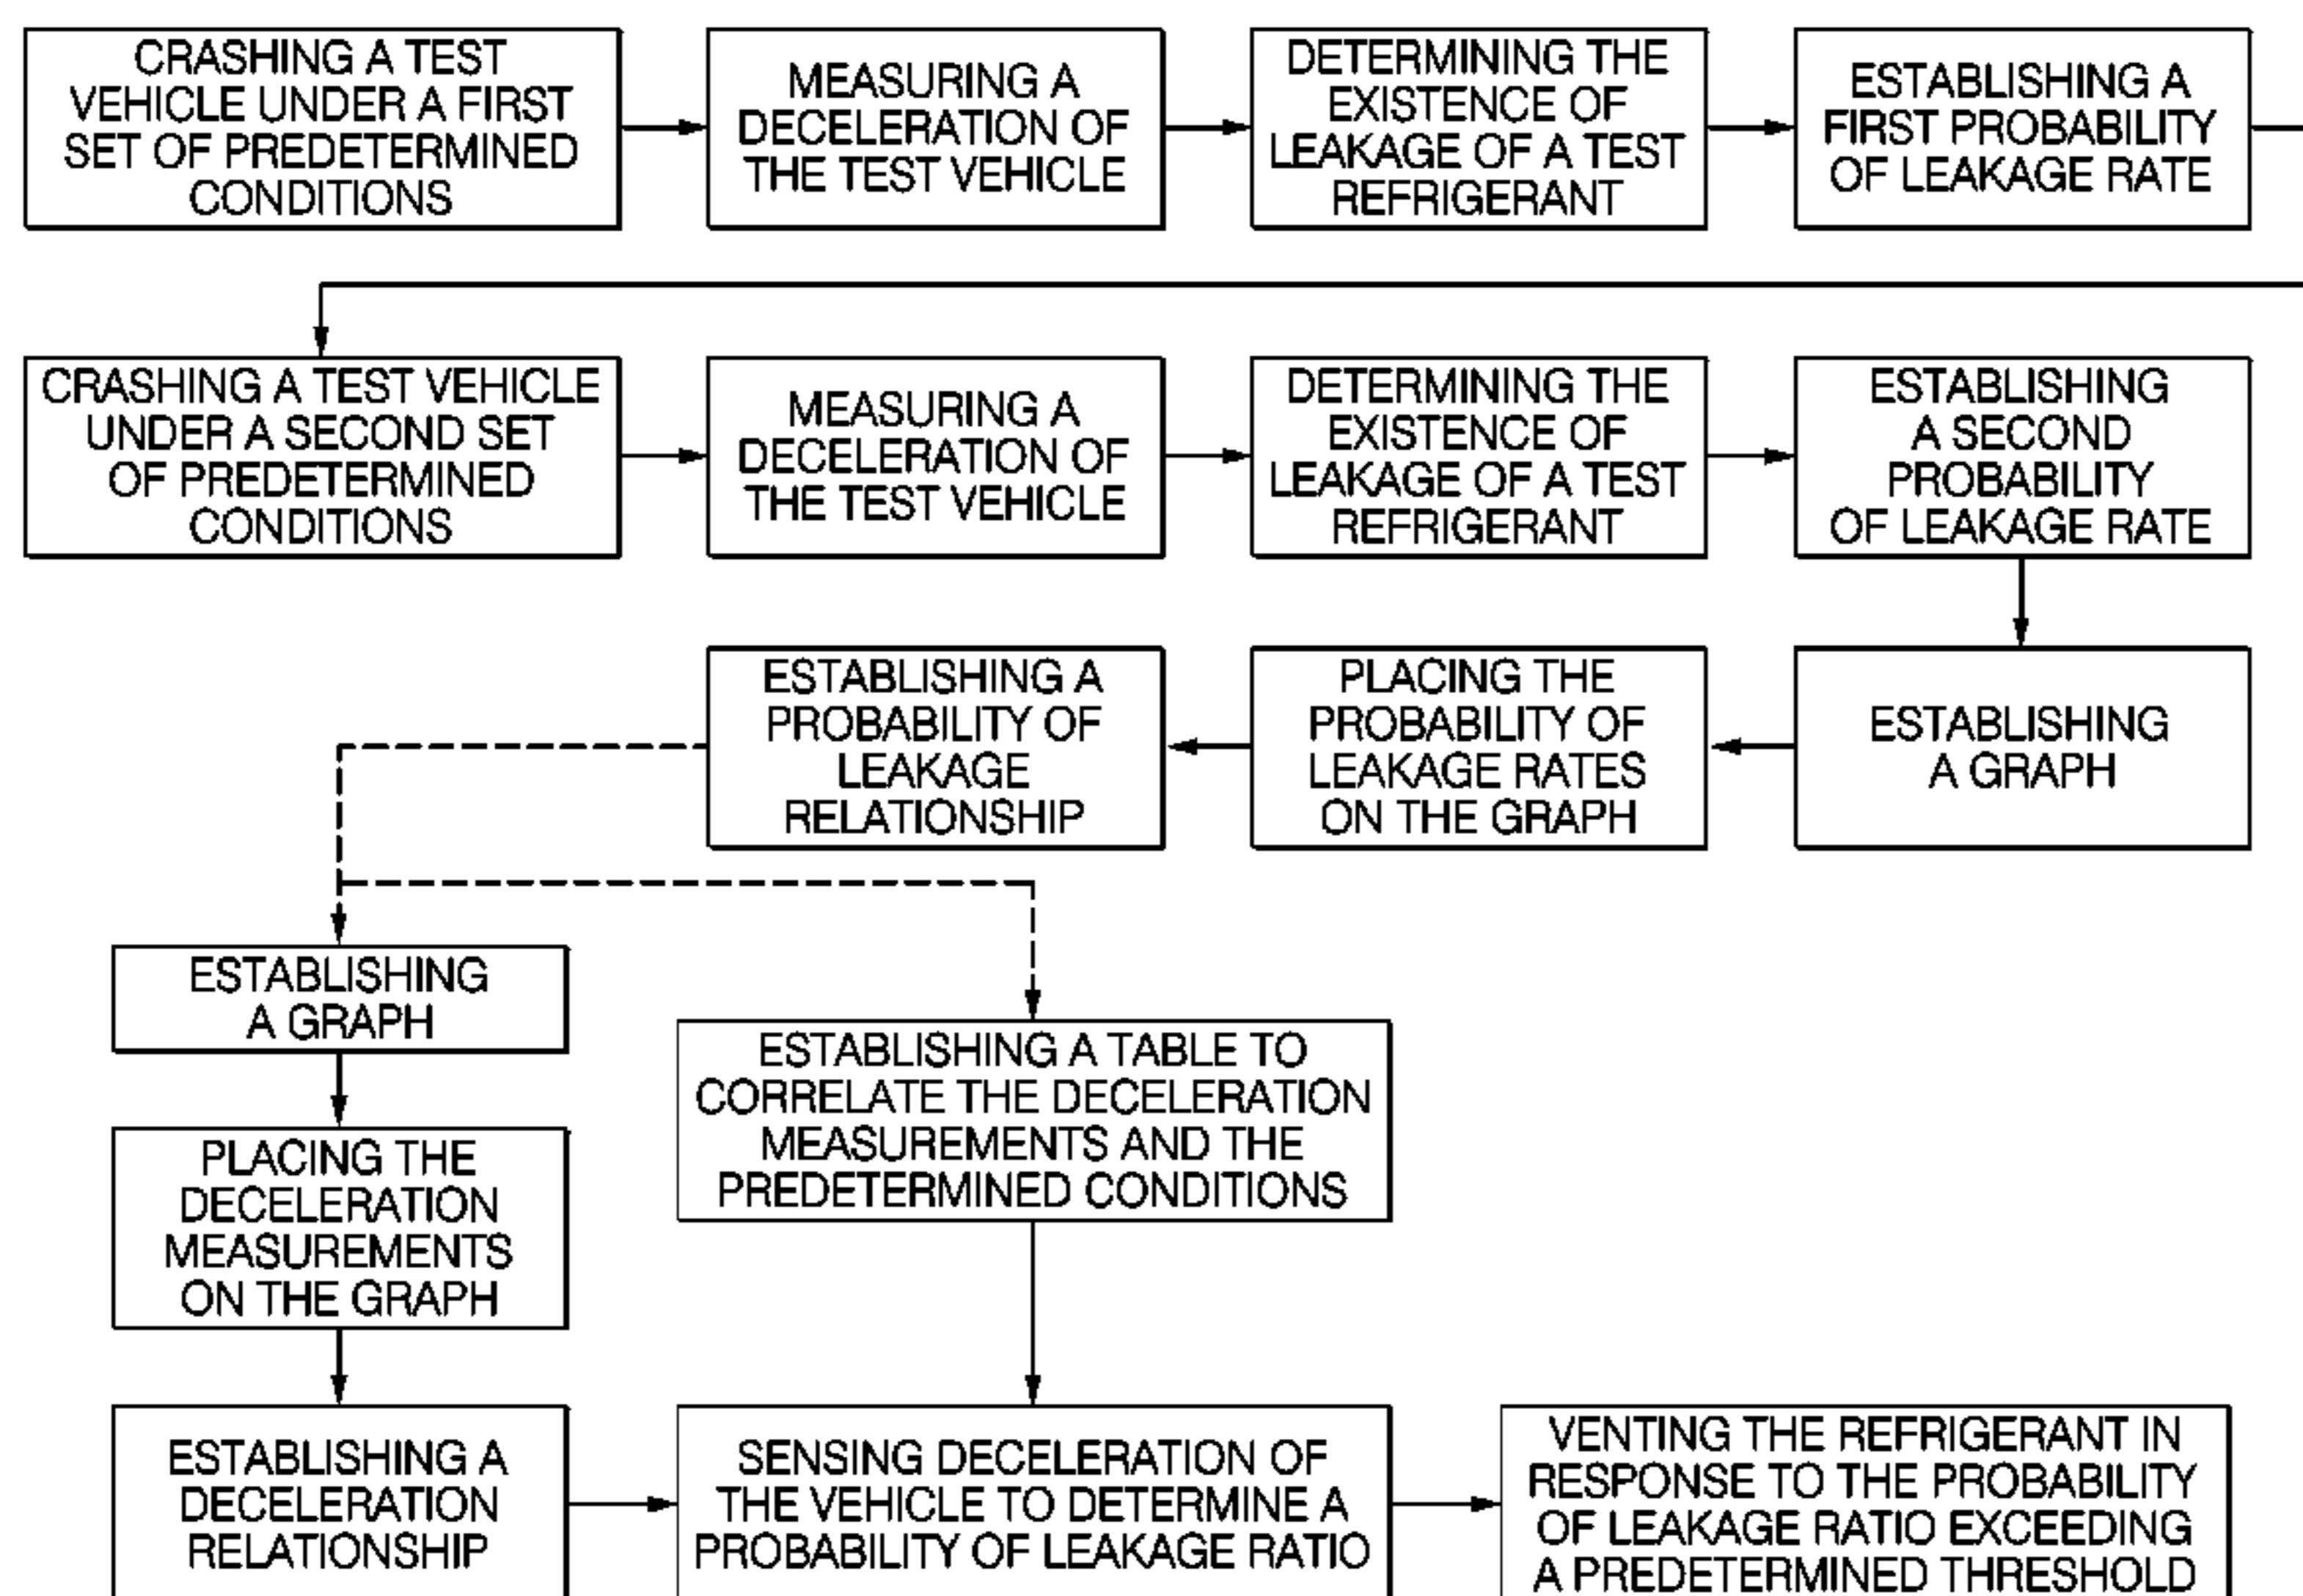 CRASHING A TEST
VEHICLE UNDER A FIRST
SET OF PREDETERMINED
CONDITIONS
MEASURING A
DECELERATION OF
THE TEST VEHICLE
DETERMINING THE
EXISTENCE OF
LEAKAGE OF A TEST
REFRIGERANT
ESTABLISHING A
FIRST PROBABILITY
OF LEAKAGE RATE
CRASHING A TEST VEHICLE
UNDER A SECOND SET
OF PREDETERMINED
CONDITIONS
MEASURING A
DECELERATION OF
THE TEST VEHICLE
DETERMINING THE
EXISTENCE OF
LEAKAGE OF A TEST
REFRIGERANT
ESTABLISHING
A SECOND
PROBABILITY
OF LEAKAGE RATE
ESTABLISHING
A GRAPH
PLACING THE
PROBABILITY OF
LEAKAGE RATES
ON THE GRAPH
ESTABLISHING A
PROBABILITY OF
LEAKAGE
RELATIONSHIP
ESTABLISHING
A GRAPH
PLACING THE
DECELERATION
MEASUREMENTS
ON THE GRAPH
ESTABLISHING A
DECELERATION
RELATIONSHIP
ESTABLISHING A TABLE TO
CORRELATE THE DECELERATION
MEASUREMENTS AND THE
PREDETERMINED CONDITIONS
SENSING DECELERATION OF
THE VEHICLE TO DETERMINE A
PROBABILITY OF LEAKAGE RATIO
VENTING THE REFRIGERANT IN
RESPONSE TO THE PROBABILITY
OF LEAKAGE RATIO EXCEEDING
A PREDETERMINED THRESHOLD